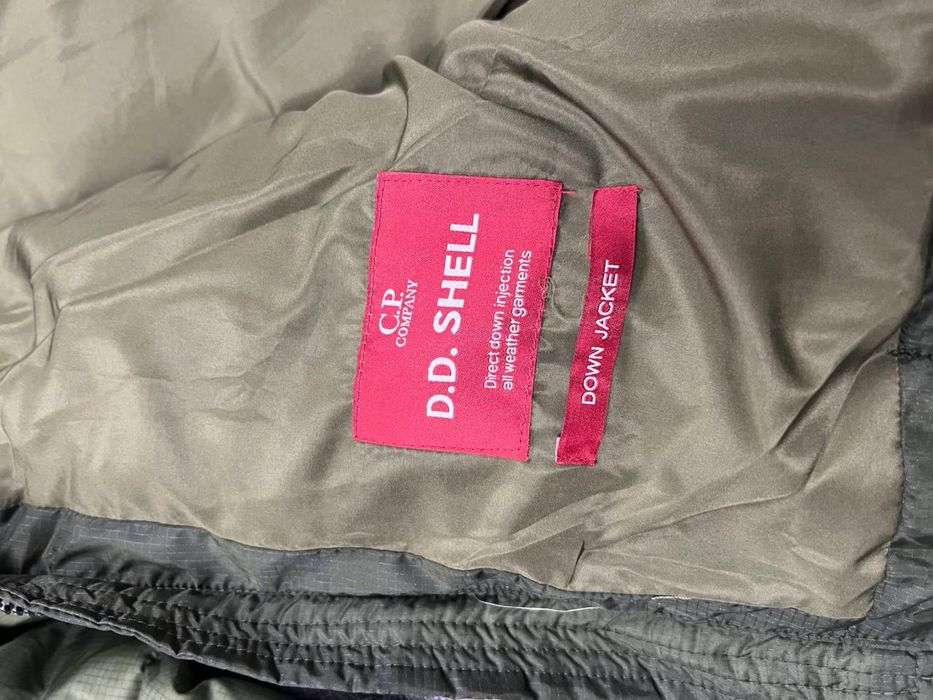 C.P.
COMPANY
D.D. SHELL
Direct down injection
all weather garments
DOWN JACKET